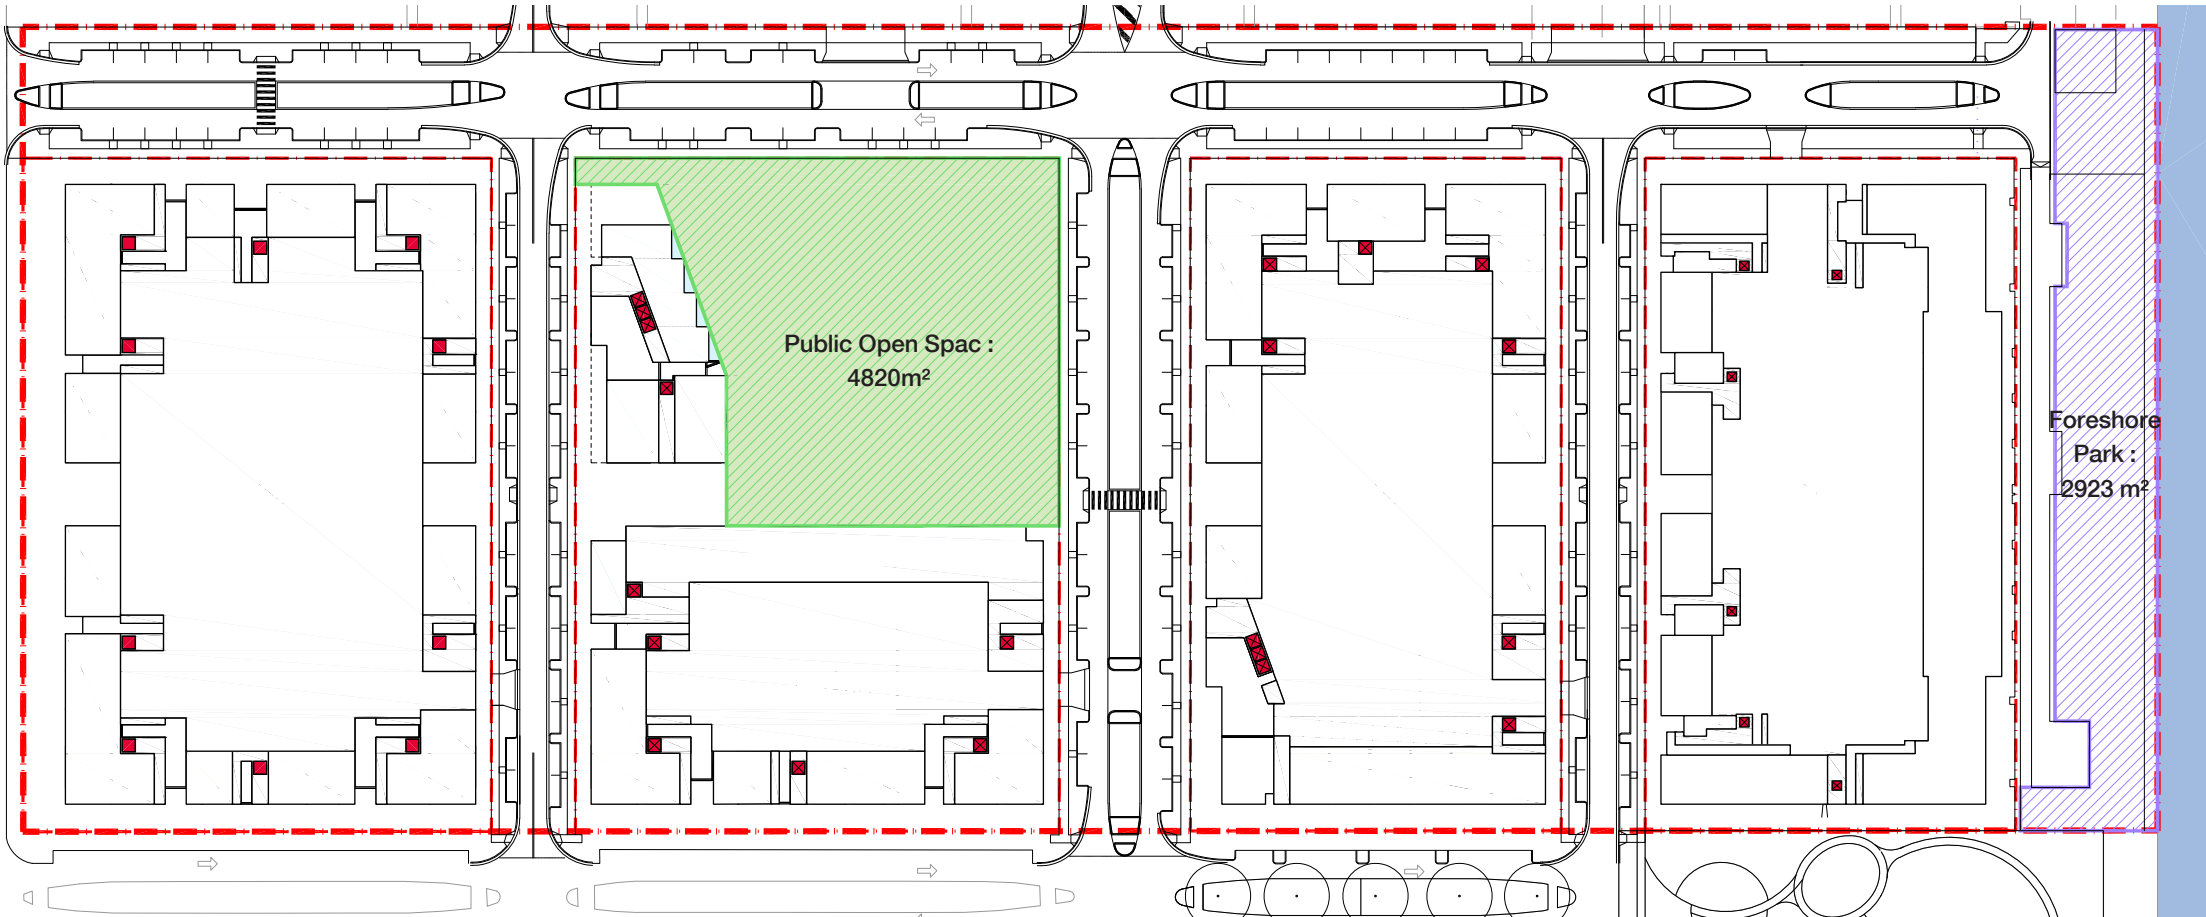 Public Open Spac :
4820m²
Foreshore
Park :
2923 m²